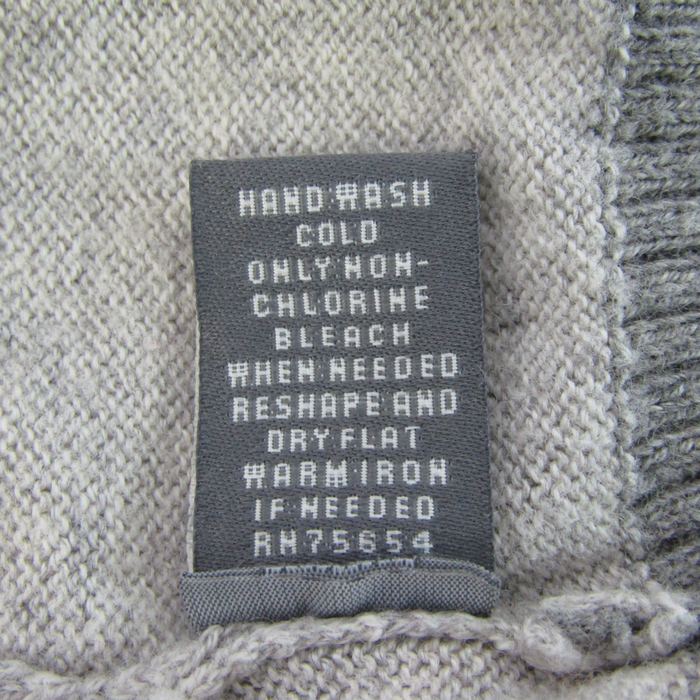 HAND WASH
COLD
ONLY NON-
CHLORINE
BLEACH
WHEN NEEDED
RESHAPE AND
DRY FLAT
WARM IRON
IF NEEDED
RN75654